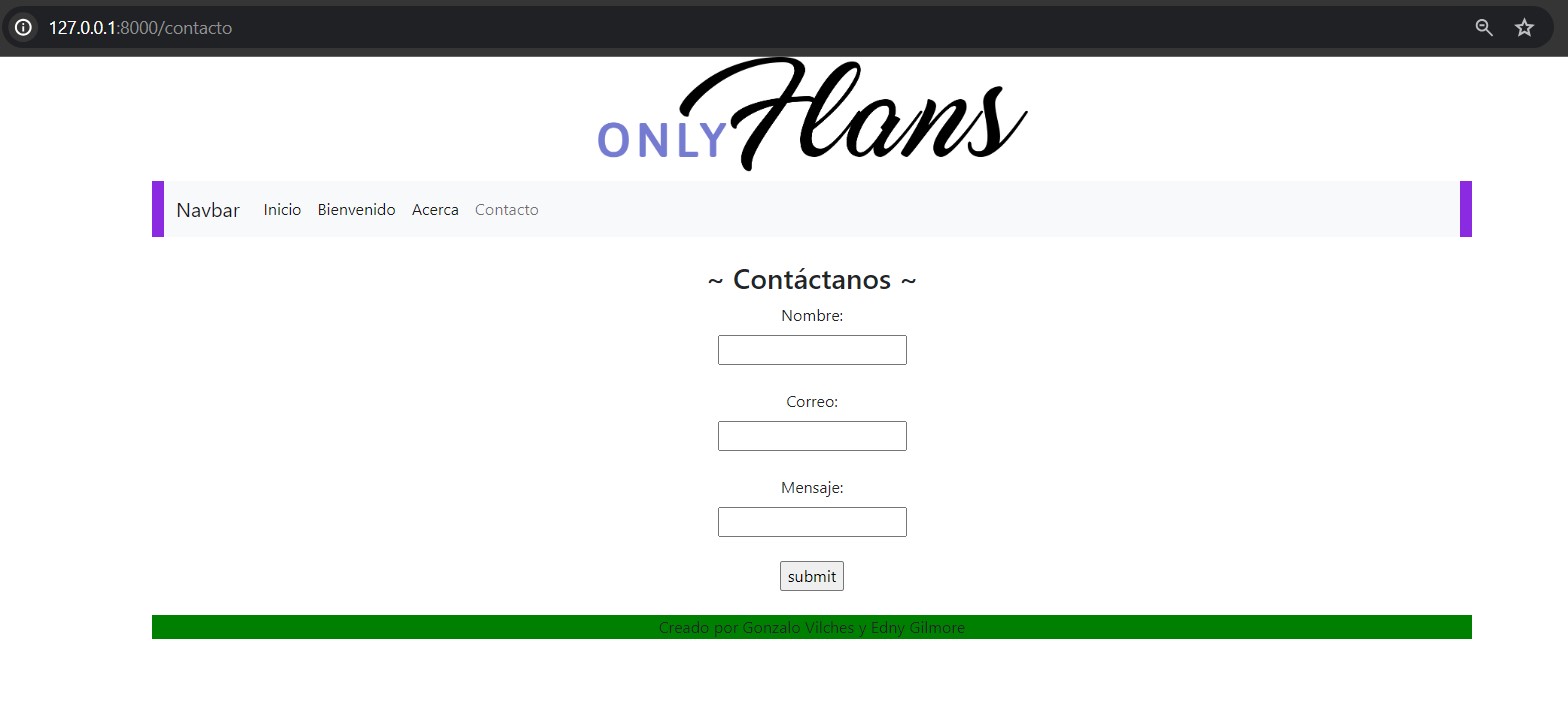 127.0.0.1:8000/contacto
ONLY Flans
Navbar Inicio Bienvenido Acerca Contacto
~ Contáctanos ~
Nombre:
Correo:
Mensaje:
submit
Creado por Gonzalo Vilches y Edny Gilmore